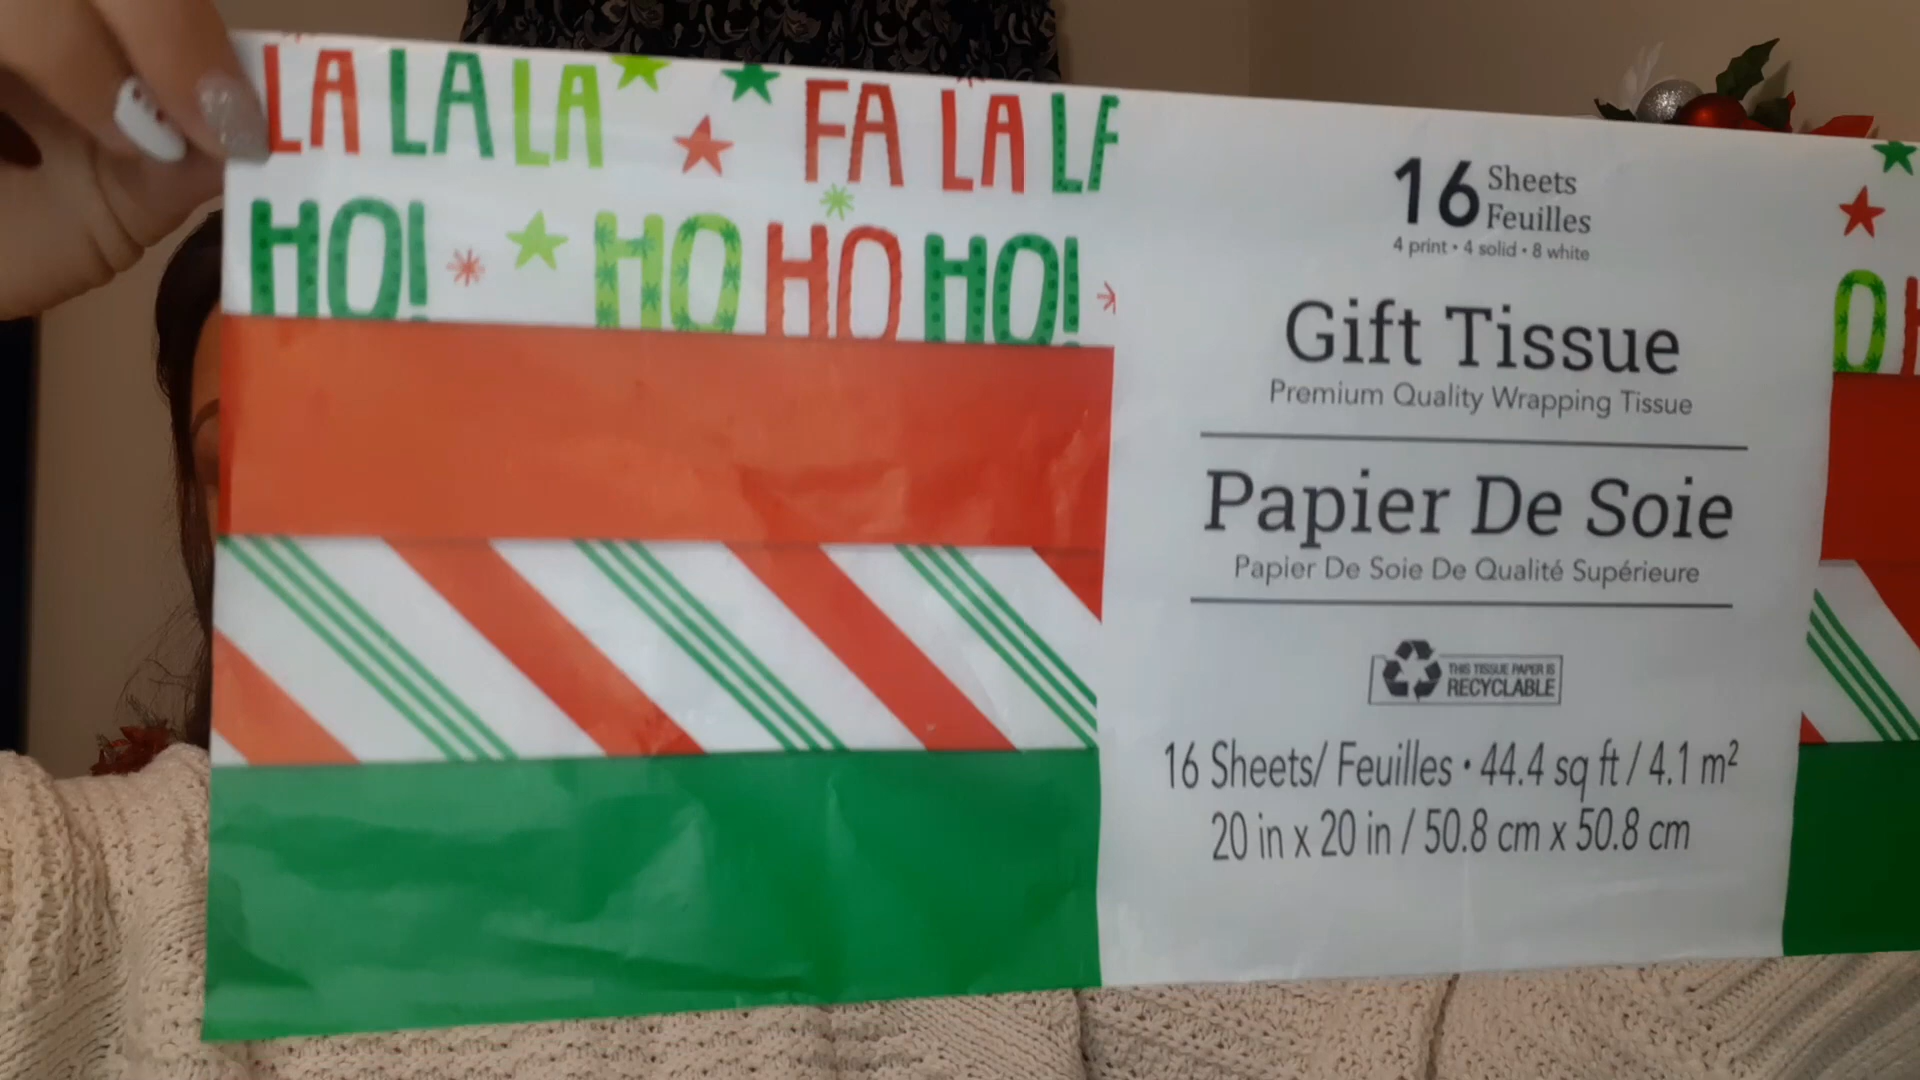 LA LA LA FA LA LA
HO! HO HO HO!
16 Sheets
Feuilles
4 print • 4 solid • 8 white
Gift Tissue
Premium Quality Wrapping Tissue
Papier De Soie
Papier De Soie De Qualité Supérieure
THIS TISSUE PAPER IS
RECYCLABLE
16 Sheets/ Feuilles • 44.4 sq ft / 4.1 m²
20 in x 20 in / 50.8 cm x 50.8 cm